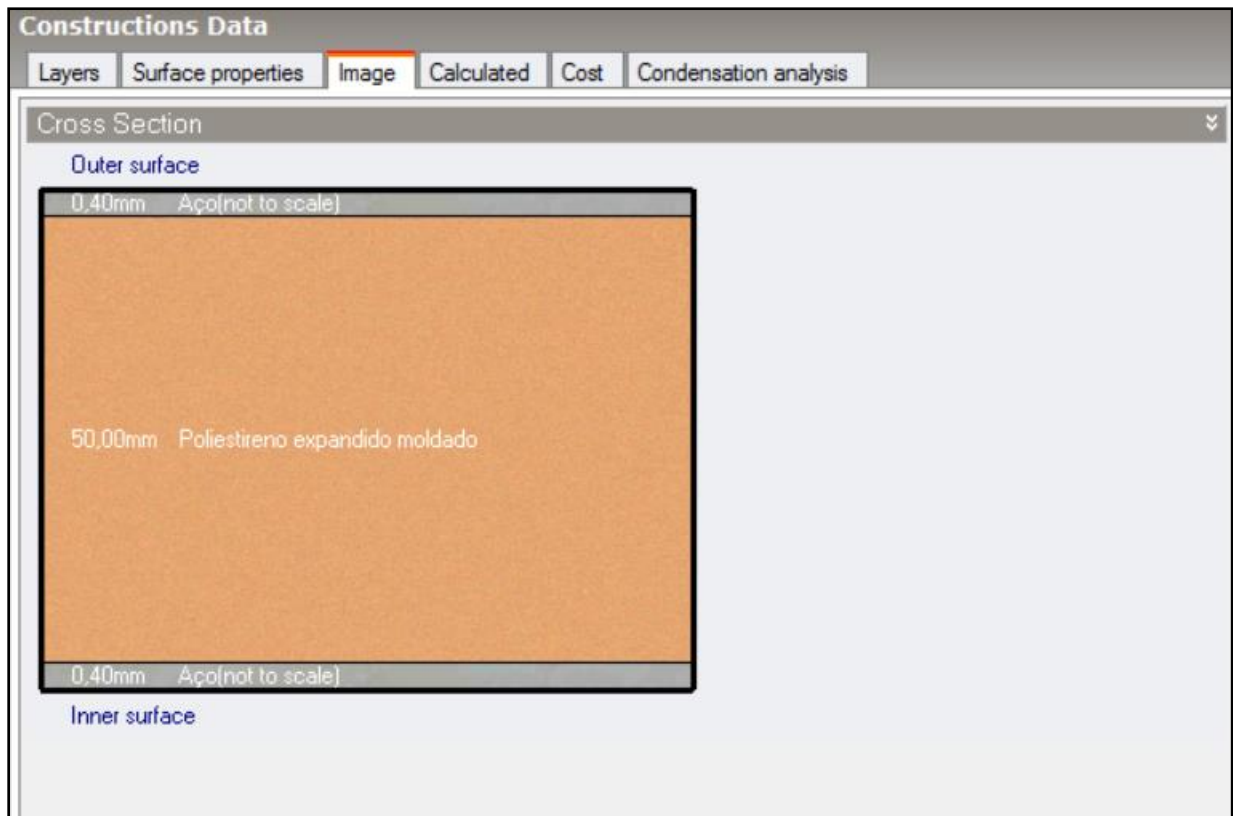 Constructions Data
Layers Surface properties Image Calculated Cost Condensation analysis
Cross Section
Outer surface
0,40mm Aço(not to scale)
50,00mm Poliestireno expandido moldado
0,40mm Aço(not to scale)
Inner surface